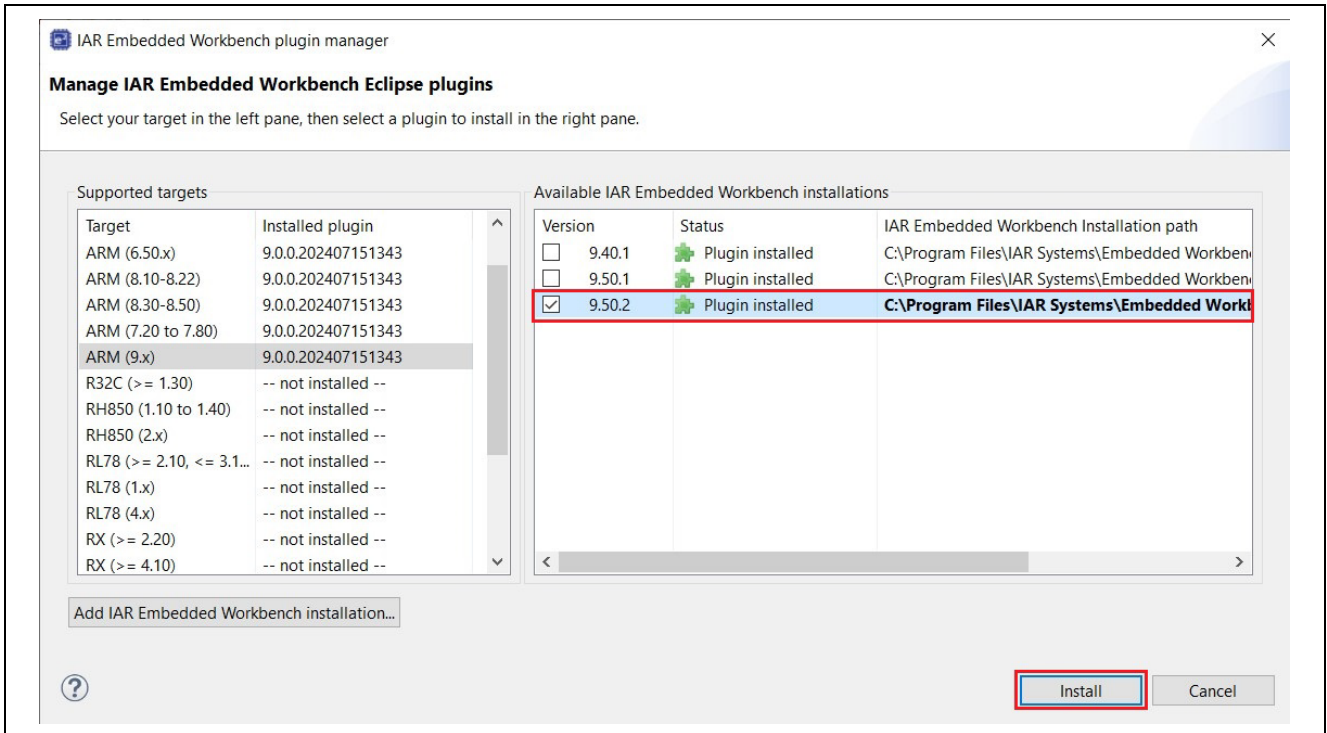 IAR Embedded Workbench plugin manager
Manage IAR Embedded Workbench Eclipse plugins
Select your target in the left pane, then select a plugin to install in the right pane.
Supported targets
Target Installed plugin
ARM (6.50.x) 9.0.0.202407151343
ARM (8.10-8.22) 9.0.0.202407151343
ARM (8.30-8.50) 9.0.0.202407151343
ARM (7.20 to 7.80) 9.0.0.202407151343
ARM (9.x) 9.0.0.202407151343
R32C (>= 1.30) -- not installed --
RH850 (1.10 to 1.40) -- not installed --
RH850 (2.x) -- not installed --
RL78 (>= 2.10, <= 3.1... -- not installed --
RL78 (1.x) -- not installed --
RL78 (4.x) -- not installed --
RX (>= 2.20) -- not installed --
RX (>= 4.10) -- not installed --
Available IAR Embedded Workbench installations
Version Status IAR Embedded Workbench Installation path
9.40.1 Plugin installed C:\Program Files\IAR Systems\Embedded Workben
9.50.1 Plugin installed C:\Program Files\IAR Systems\Embedded Workben
9.50.2 Plugin installed C:\Program Files\IAR Systems\Embedded Workb
Add IAR Embedded Workbench installation...
? Install Cancel